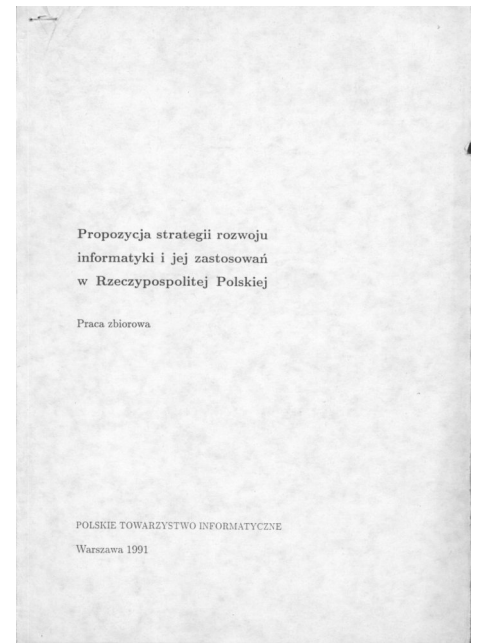 Propozycja strategii rozwoju
informatyki i jej zastosowań
w Rzeczypospolitej Polskiej
Praca zbiorowa
POLSKIE TOWARZYSTWO INFORMATYCZNE
Warszawa 1991